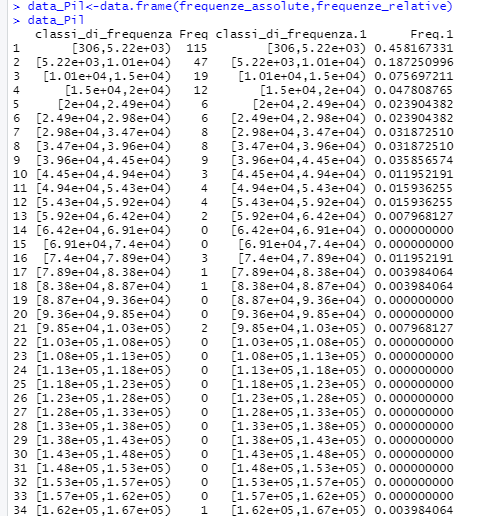 > data_Pil<-data.frame(frequenze_assolute,frequenze_relative)
> data_Pil
classi_di_frequenza Freq classi_di_frequenza.1 Freq.1
1 [306,5.22e+03) 115 [306,5.22e+03) 0.458167331
2 [5.22e+03,1.01e+04) 47 [5.22e+03,1.01e+04) 0.187250996
3 [1.01e+04,1.5e+04) 19 [1.01e+04,1.5e+04) 0.075697211
4 [1.5e+04,2e+04) 12 [1.5e+04,2e+04) 0.047808765
5 [2e+04,2.49e+04) 6 [2e+04,2.49e+04) 0.023904382
6 [2.49e+04,2.98e+04) 6 [2.49e+04,2.98e+04) 0.023904382
7 [2.98e+04,3.47e+04) 8 [2.98e+04,3.47e+04) 0.031872510
8 [3.47e+04,3.96e+04) 8 [3.47e+04,3.96e+04) 0.031872510
9 [3.96e+04,4.45e+04) 9 [3.96e+04,4.45e+04) 0.035856574
10 [4.45e+04,4.94e+04) 3 [4.45e+04,4.94e+04) 0.011952191
11 [4.94e+04,5.43e+04) 4 [4.94e+04,5.43e+04) 0.015936255
12 [5.43e+04,5.92e+04) 4 [5.43e+04,5.92e+04) 0.015936255
13 [5.92e+04,6.42e+04) 2 [5.92e+04,6.42e+04) 0.007968127
14 [6.42e+04,6.91e+04) 0 [6.42e+04,6.91e+04) 0.000000000
15 [6.91e+04,7.4e+04) 0 [6.91e+04,7.4e+04) 0.000000000
16 [7.4e+04,7.89e+04) 3 [7.4e+04,7.89e+04) 0.011952191
17 [7.89e+04,8.38e+04) 1 [7.89e+04,8.38e+04) 0.003984064
18 [8.38e+04,8.87e+04) 1 [8.38e+04,8.87e+04) 0.003984064
19 [8.87e+04,9.36e+04) 0 [8.87e+04,9.36e+04) 0.000000000
20 [9.36e+04,9.85e+04) 0 [9.36e+04,9.85e+04) 0.000000000
21 [9.85e+04,1.03e+05) 2 [9.85e+04,1.03e+05) 0.007968127
22 [1.03e+05,1.08e+05) 0 [1.03e+05,1.08e+05) 0.000000000
23 [1.08e+05,1.13e+05) 0 [1.08e+05,1.13e+05) 0.000000000
24 [1.13e+05,1.18e+05) 0 [1.13e+05,1.18e+05) 0.000000000
25 [1.18e+05,1.23e+05) 0 [1.18e+05,1.23e+05) 0.000000000
26 [1.23e+05,1.28e+05) 0 [1.23e+05,1.28e+05) 0.000000000
27 [1.28e+05,1.33e+05) 0 [1.28e+05,1.33e+05) 0.000000000
28 [1.33e+05,1.38e+05) 0 [1.33e+05,1.38e+05) 0.000000000
29 [1.38e+05,1.43e+05) 0 [1.38e+05,1.43e+05) 0.000000000
30 [1.43e+05,1.48e+05) 0 [1.43e+05,1.48e+05) 0.000000000
31 [1.48e+05,1.53e+05) 0 [1.48e+05,1.53e+05) 0.000000000
32 [1.53e+05,1.57e+05) 0 [1.53e+05,1.57e+05) 0.000000000
33 [1.57e+05,1.62e+05) 0 [1.57e+05,1.62e+05) 0.000000000
34 [1.62e+05,1.67e+05) 1 [1.62e+05,1.67e+05) 0.003984064